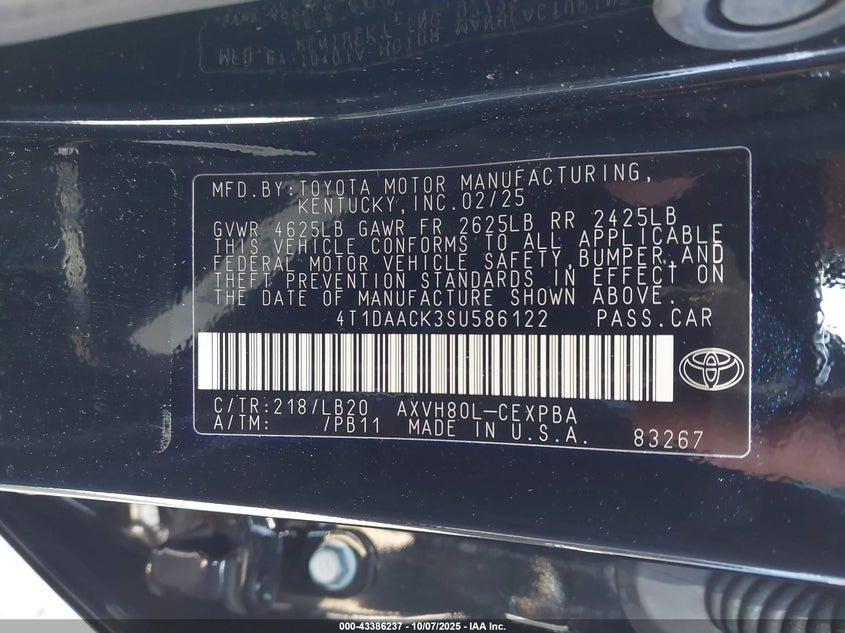 MFD.BY:TOYOTA MOTOR MANUFACTURING,
KENTUCKY,INC.02/25
GVWR 4625LB GAWR FR 2625LB RR 2425LB
THIS VEHICLE CONFORMS TO ALL APPLICABLE
FEDERAL MOTOR VEHICLE SAFETY,BUMPER,AND
THEFT PREVENTION STANDARDS IN EFFECT ON
THE DATE OF MANUFACTURE SHOWN ABOVE.
4T1DAACK3SU586122 PASS.CAR
C/TR:218/LB20 AXVH80L-CEXPBA
A/TM: /PB11 MADE IN U.S.A. 83267
000-43386237 - 10/07/2025 - IAA Inc.